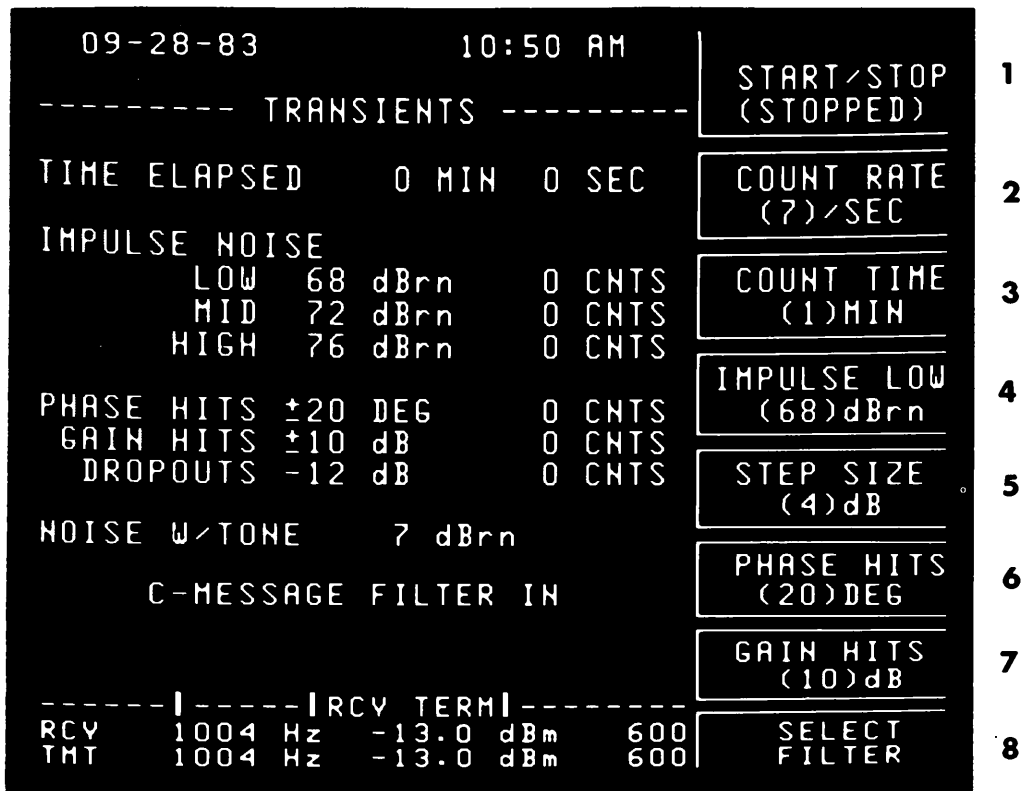 09-28-83 10:50 AM
--------- TRANSIENTS ---------
TIME ELAPSED 0 MIN 0 SEC
IMPULSE NOISE
LOW 68 dBrn 0 CNTS
MID 72 dBrn 0 CNTS
HIGH 76 dBrn 0 CNTS
PHASE HITS ±20 DEG 0 CNTS
GAIN HITS ±10 dB 0 CNTS
DROPOUTS -12 dB 0 CNTS
NOISE W/TONE 7 dBrn
C-MESSAGE FILTER IN
------|-----|RCV TERM|--------
RCV 1004 Hz -13.0 dBm 600
TMT 1004 Hz -13.0 dBm 600
START/STOP
(STOPPED)
1
COUNT RATE
(7)/SEC
2
COUNT TIME
(1)MIN
3
IMPULSE LOW
(68)dBrn
4
STEP SIZE
(4)dB
5
PHASE HITS
(20)DEG
6
GAIN HITS
(10)dB
7
SELECT
FILTER
8